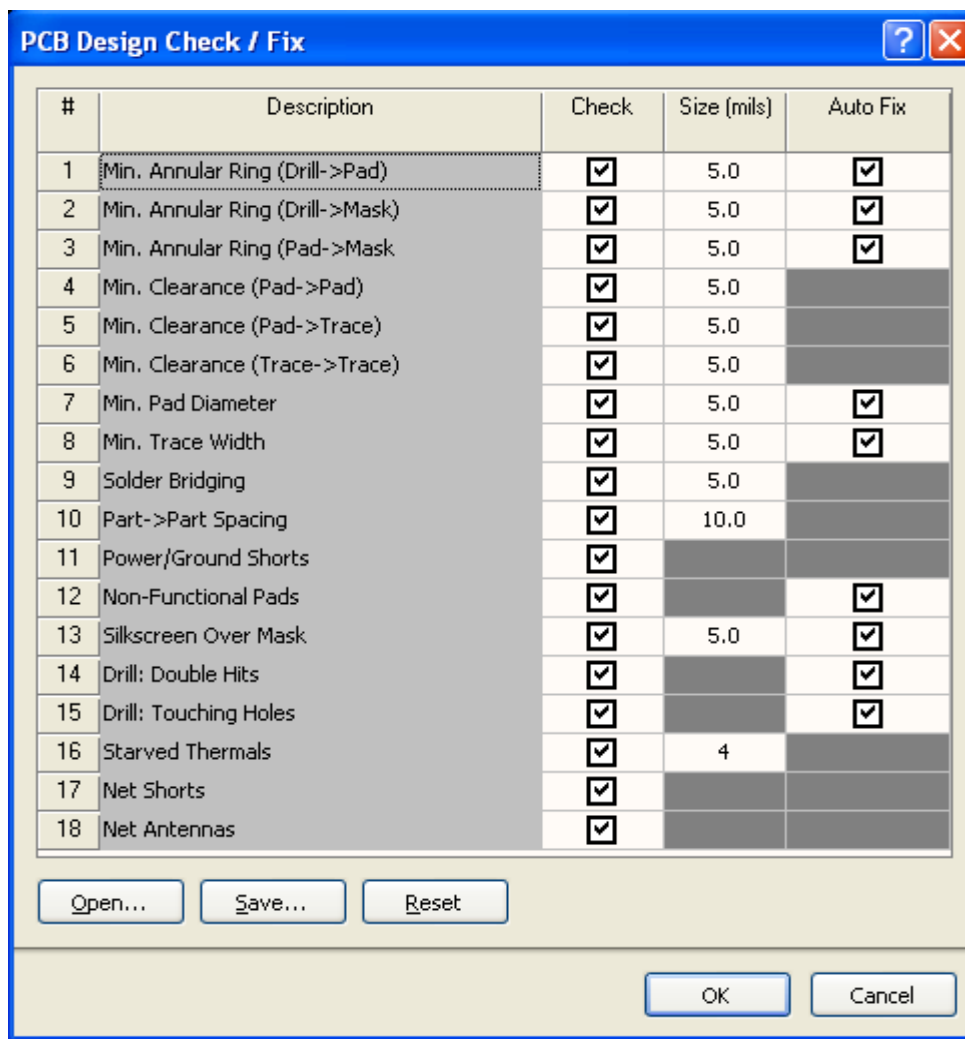 PCB Design Check / Fix
# Description Check Size (mils) Auto Fix
1 Min. Annular Ring (Drill->Pad) 5.0
2 Min. Annular Ring (Drill->Mask) 5.0
3 Min. Annular Ring (Pad->Mask 5.0
4 Min. Clearance (Pad->Pad) 5.0
5 Min. Clearance (Pad->Trace) 5.0
6 Min. Clearance (Trace->Trace) 5.0
7 Min. Pad Diameter 5.0
8 Min. Trace Width 5.0
9 Solder Bridging 5.0
10 Part->Part Spacing 10.0
11 Power/Ground Shorts
12 Non-Functional Pads
13 Silkscreen Over Mask 5.0
14 Drill: Double Hits
15 Drill: Touching Holes
16 Starved Thermals 4
17 Net Shorts
18 Net Antennas
Open... Save... Reset
OK Cancel